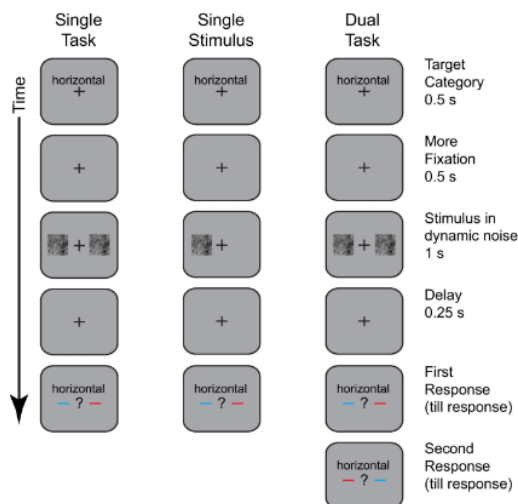 Single
Task
Single
Stimulus
Dual
Task
Time
horizontal
+
horizontal
+
horizontal
+
Target
Category
0.5 s
+
+
+
More
Fixation
0.5 s
+
+
+
Stimulus in
dynamic noise
1 s
+
+
+
Delay
0.25 s
horizontal
?
horizontal
?
horizontal
?
First
Response
(till response)
horizontal
?
Second
Response
(till response)